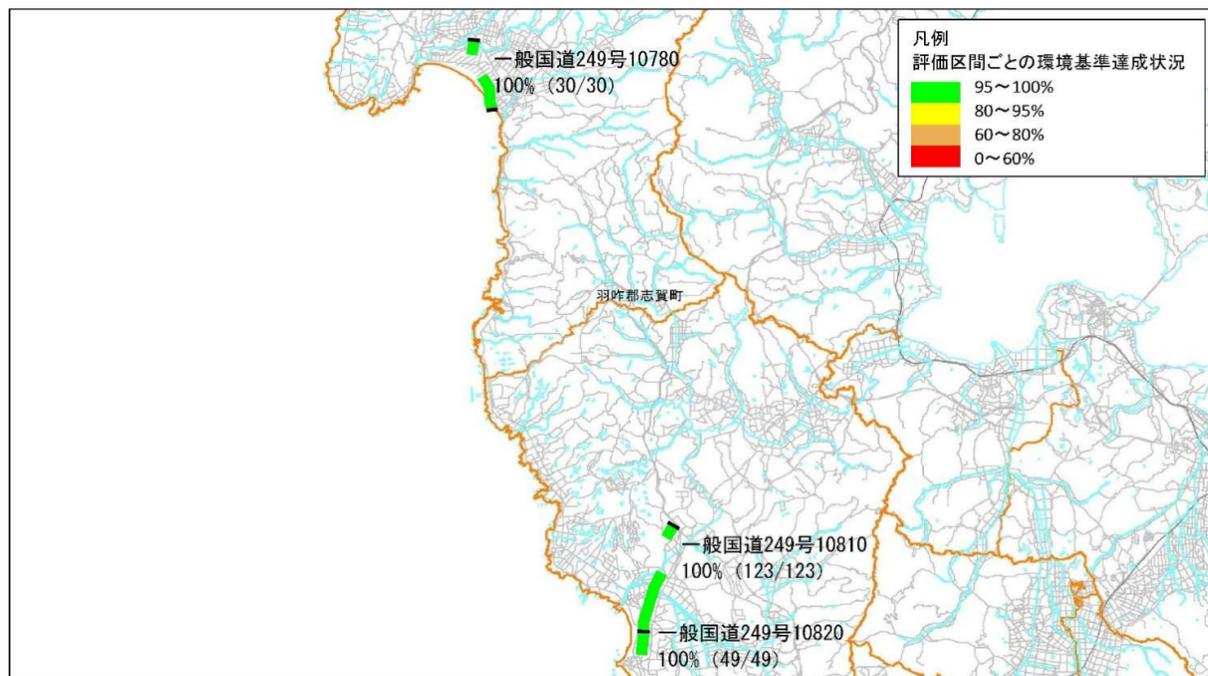 凡例
評価区間ごとの環境基準達成状況
95～100%
80～95%
60～80%
0～60%
一般国道249号10780
100% (30/30)
羽咋郡志賀町
一般国道249号10810
100% (123/123)
一般国道249号10820
100% (49/49)